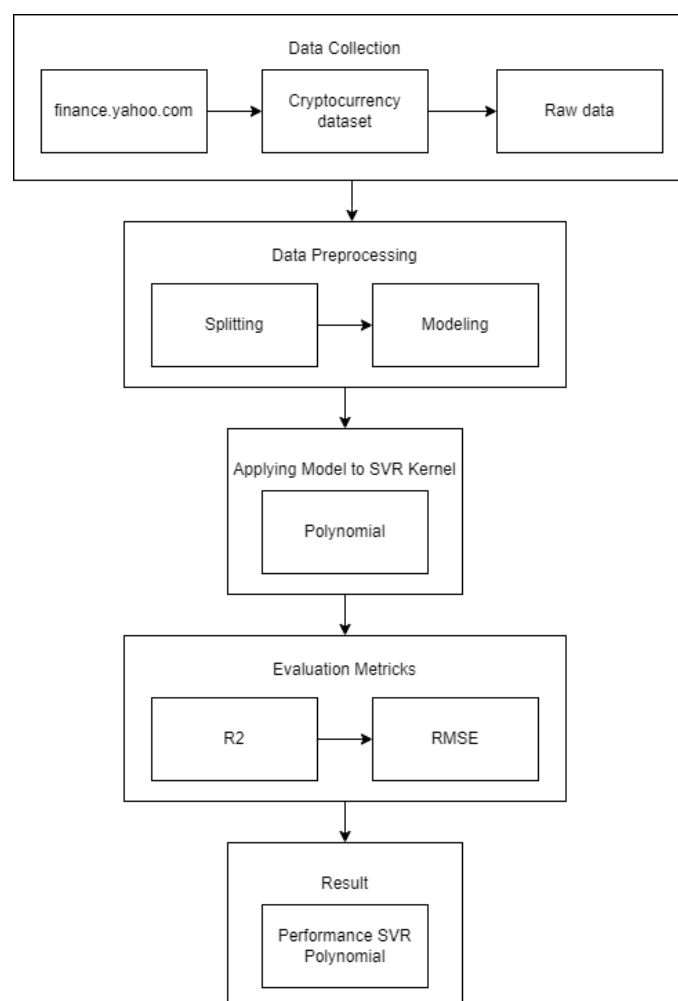 Data Collection
finance.yahoo.com
Cryptocurrency
dataset
Raw data
Data Preprocessing
Splitting
Modeling
Applying Model to SVR Kernel
Polynomial
Evaluation Metricks
R2
RMSE
Result
Performance SVR
Polynomial